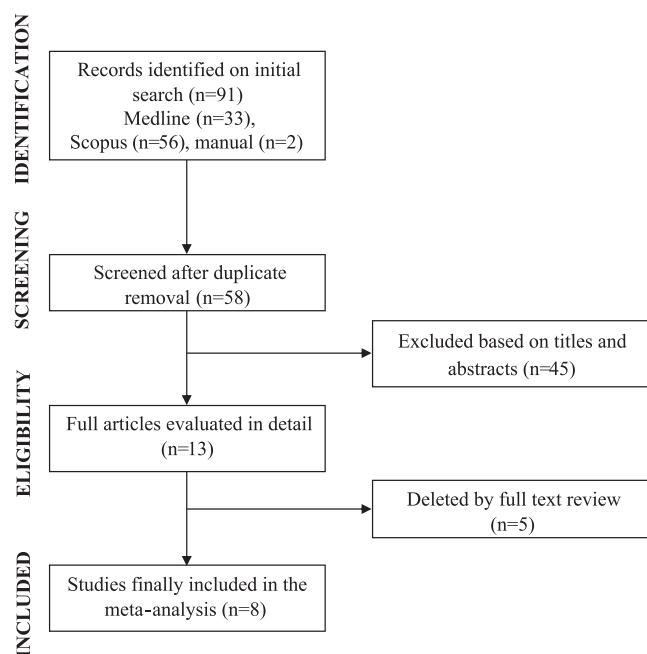 IDENTIFICATION
Records identified on initial
search (n=91)
Medline (n=33),
Scopus (n=56), manual (n=2)
SCREENING
Screened after duplicate
removal (n=58)
Excluded based on titles and
abstracts (n=45)
ELIGIBILITY
Full articles evaluated in detail
(n=13)
Deleted by full text review
(n=5)
INCLUDED
Studies finally included in the
meta-analysis (n=8)